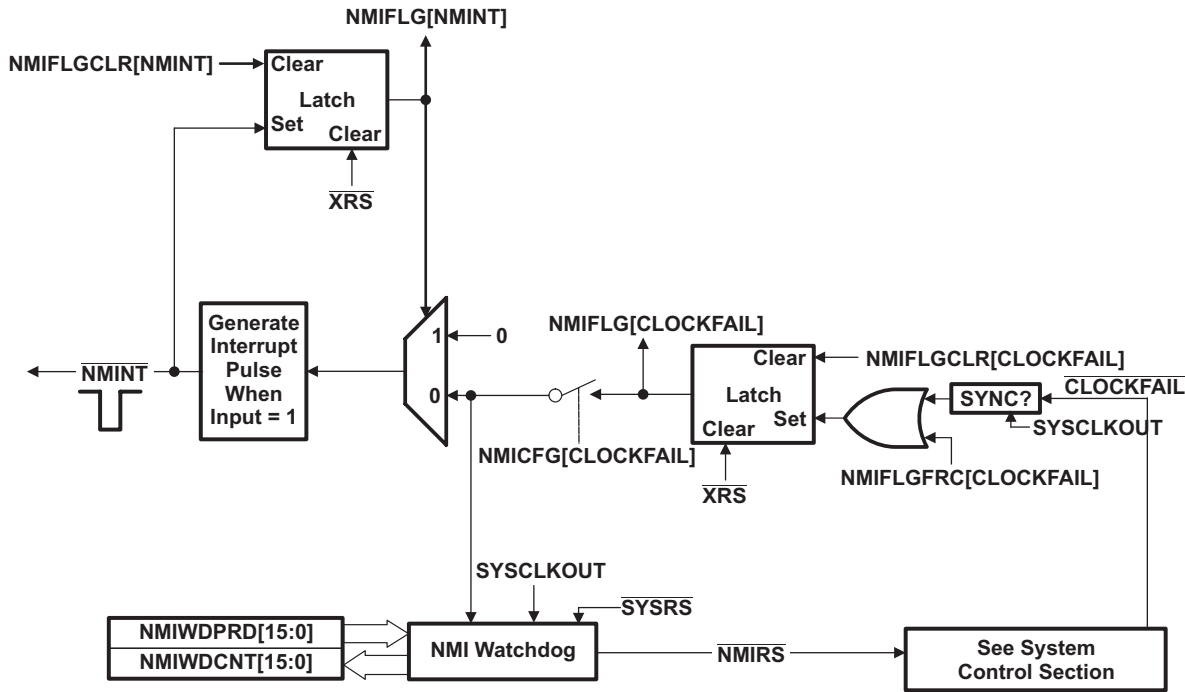 NMIFLG[NMINT]
NMIFLGCLR[NMINT]
Clear
Latch
Set
Clear
XRS
Generate
Interrupt
Pulse
When
Input = 1
NMINT
1
0
0
NMIFLG[CLOCKFAIL]
NMICFG[CLOCKFAIL]
Clear
Latch
Set
Clear
XRS
NMIFLGCLR[CLOCKFAIL]
CLOCKFAIL
SYNC?
SYSCLKOUT
NMIFLGFRC[CLOCKFAIL]
SYSCLKOUT
SYSRS
NMIWDPRD[15:0]
NMIWDCNT[15:0]
NMI Watchdog
NMIRS
See System
Control Section